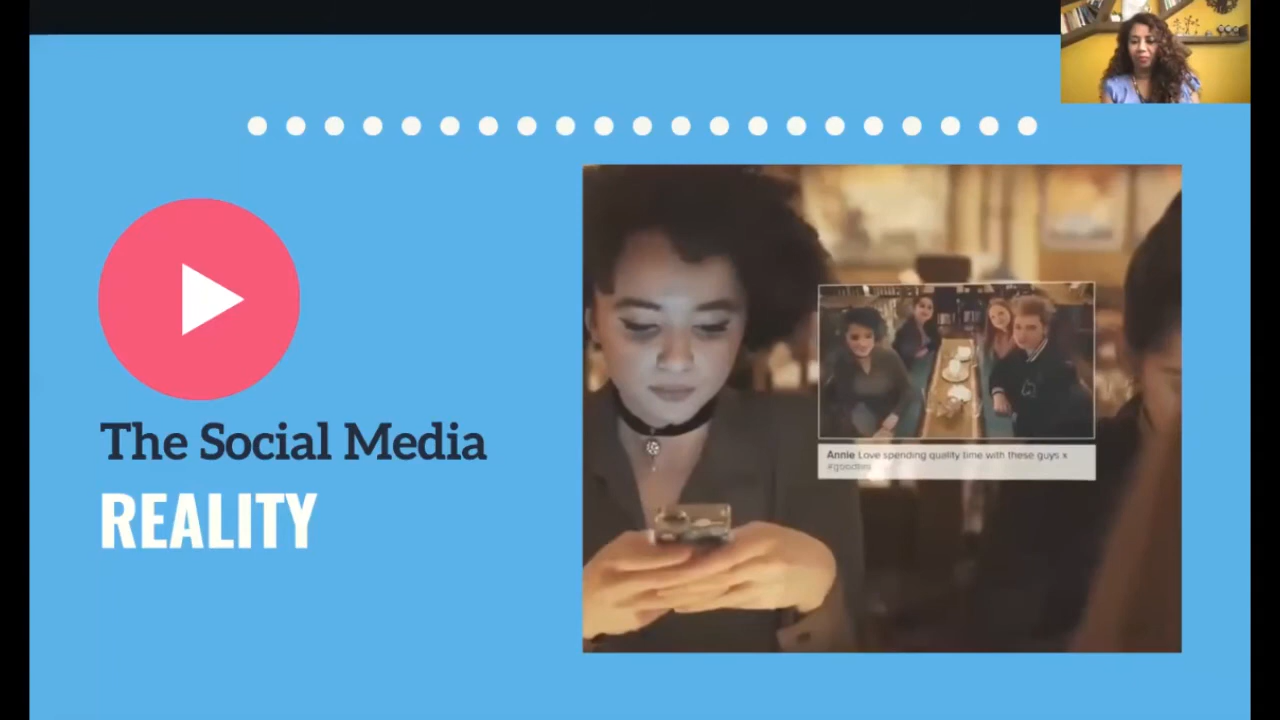 The Social Media
REALITY
Annie Love spending quality time with these guys x